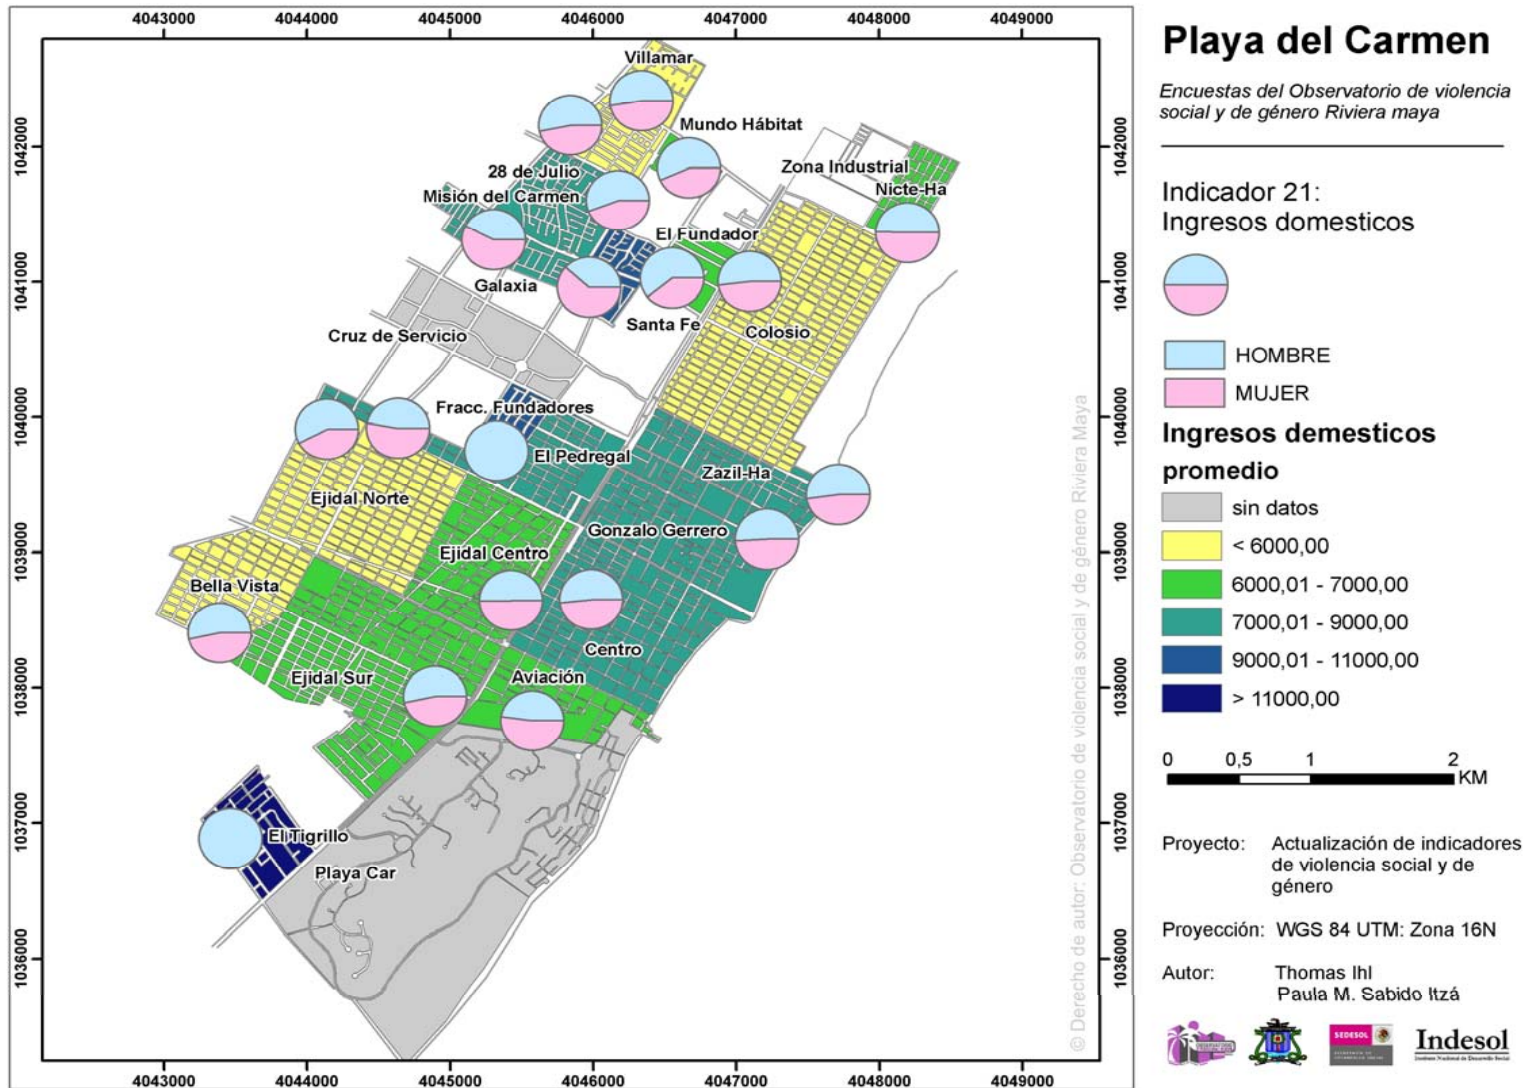 4043000 4044000 4045000 4046000 4047000 4048000 4049000
1042000
1041000
1040000
1039000
1038000
1037000
1036000
Villamar
Mundo Hábitat
Zona Industrial
28 de Julio
Nicte-Ha
Misión del Carmen
El Fundador
Galaxia
Santa Fe
Colosio
Cruz de Servicio
Fracc. Fundadores
El Pedregal
Zazil-Ha
Ejidal Norte
Gonzalo Gerrero
Ejidal Centro
Bella Vista
Centro
Ejidal Sur
Aviación
El Tigrillo
Playa Car
1042000
1041000
1040000
1039000
1038000
1037000
1036000
4043000 4044000 4045000 4046000 4047000 4048000 4049000
© Derecho de autor: Observatorio de violencia social y de género Riviera Maya
Playa del Carmen
Encuestas del Observatorio de violencia
social y de género Riviera maya
Indicador 21:
Ingresos domesticos
HOMBRE
MUJER
Ingresos demesticos
promedio
sin datos
< 6000,00
6000,01 - 7000,00
7000,01 - 9000,00
9000,01 - 11000,00
> 11000,00
0 0,5 1 2
KM
Proyecto: Actualización de indicadores
de violencia social y de
género
Proyección: WGS 84 UTM: Zona 16N
Autor: Thomas Ihl
Paula M. Sabido Itzá
SEDESOL
Indesol
Instituto Nacional de Desarrollo Social